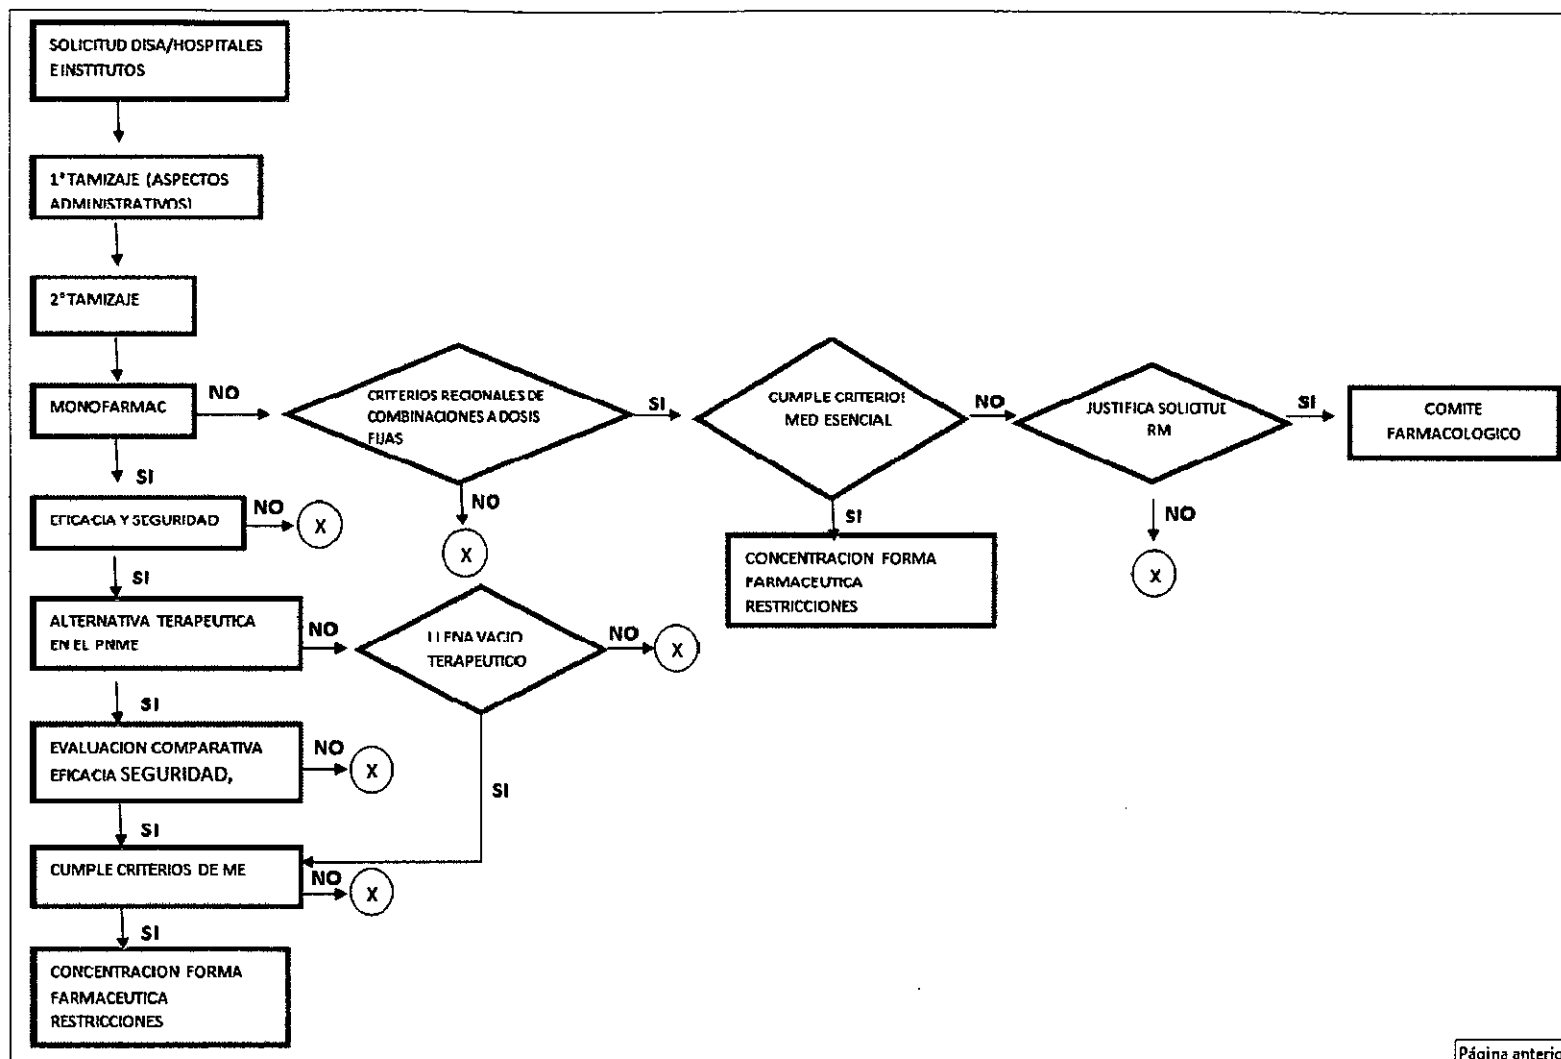 SOLICITUD DISA/HOSPITALES
E INSTITUTOS
1° TAMIZAJE (ASPECTOS
ADMINISTRATIVOS)
2° TAMIZAJE
MONOFARMAC
NO
CRITERIOS REGIONALES DE
COMBINACIONES A DOSIS
FIJAS
SI
CUMPLE CRITERIOS
MED ESENCIAL
NO
JUSTIFICA SOLICITUD
RM
SI
COMITE
FARMACOLOGICO
SI
NO
SI
NO
EFICACIA Y SEGURIDAD
NO
X
X
CONCENTRACION FORMA
FARMACEUTICA
RESTRICCIONES
X
SI
ALTERNATIVA TERAPEUTICA
EN EL PNME
NO
LLENA VACIO
TERAPEUTICO
NO
X
SI
EVALUACION COMPARATIVA
EFICACIA SEGURIDAD,
NO
X
SI
SI
CUMPLE CRITERIOS DE ME
NO
X
SI
CONCENTRACION FORMA
FARMACEUTICA
RESTRICCIONES
Página anterio